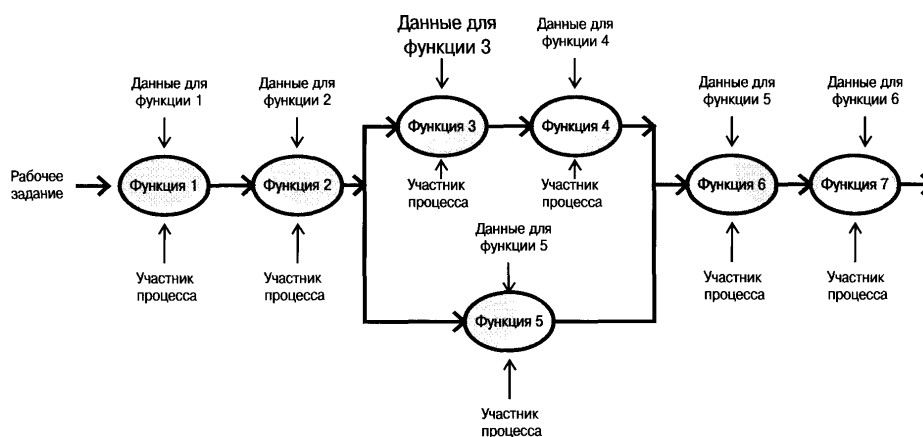 Данные для
функции 3
Данные для
функции 4
Данные для
функции 1
Данные для
функции 2
Данные для
функции 5
Данные для
функции 6
Функция 3
Функция 4
Рабочее
задание
Функция 1
Функция 2
Участник
процесса
Участник
процесса
Функция 6
Функция 7
Данные для
функции 5
Участник
процесса
Участник
процесса
Участник
процесса
Участник
процесса
Функция 5
Участник
процесса